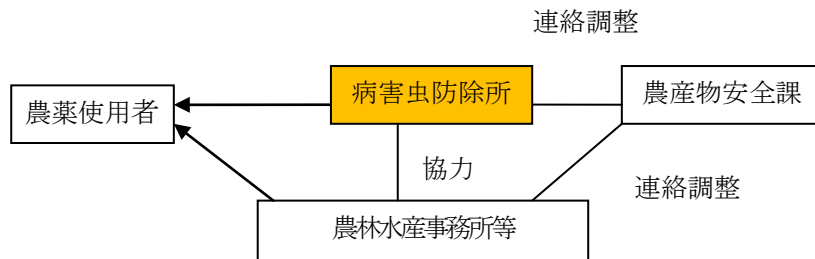 連絡調整
病害虫防除所
農産物安全課
農薬使用者
協力
連絡調整
農林水産事務所等